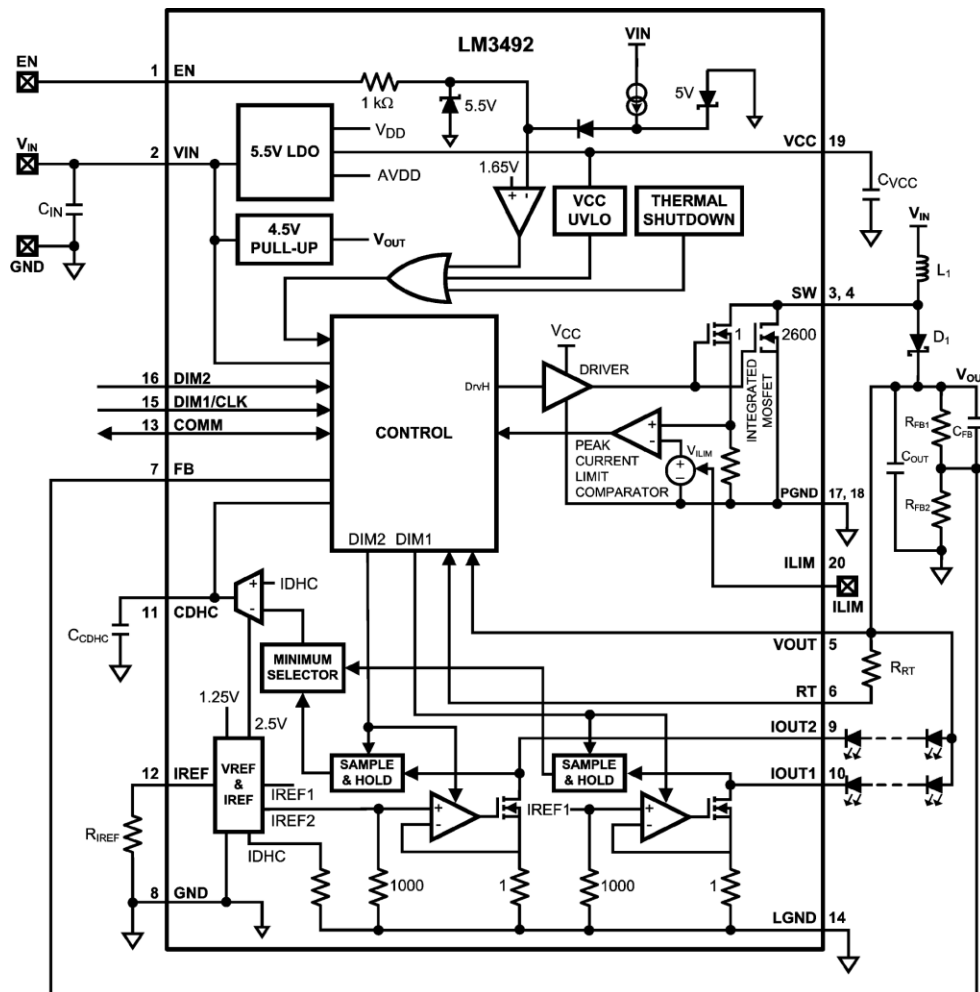 LM3492
VIN
EN
1 EN
1 kΩ
5.5V
5V
VDD
VCC 19
VIN
2 VIN
5.5V LDO
1.65V
AVDD
CVCC
CIN
VCC
UVLO
THERMAL
SHUTDOWN
4.5V
PULL-UP
VOUT
VIN
GND
L1
SW 3, 4
VCC
1
2600
D1
DRIVER
DrvH
INTEGRATED
MOSFET
16 DIM2
15 DIM1/CLK
13 COMM
CONTROL
+
-
VILIM
+
−
PEAK
CURRENT
LIMIT
COMPARATOR
RFB1
CFB
COUT
7 FB
PGND 17, 18
RFB2
DIM2 DIM1
ILIM 20
ILIM
+
-
IDHC
11 CDHC
CCDHC
VOUT
5
MINIMUM
SELECTOR
RRT
RT
6
1.25V
2.5V
IOUT2 9
SAMPLE
& HOLD
SAMPLE
& HOLD
IOUT1 10
12 IREF
VREF
&
IREF
IREF1
IREF2
+
-
IREF1
+
-
RIREF
IDHC
1000
1
1000
1
8 GND
LGND 14